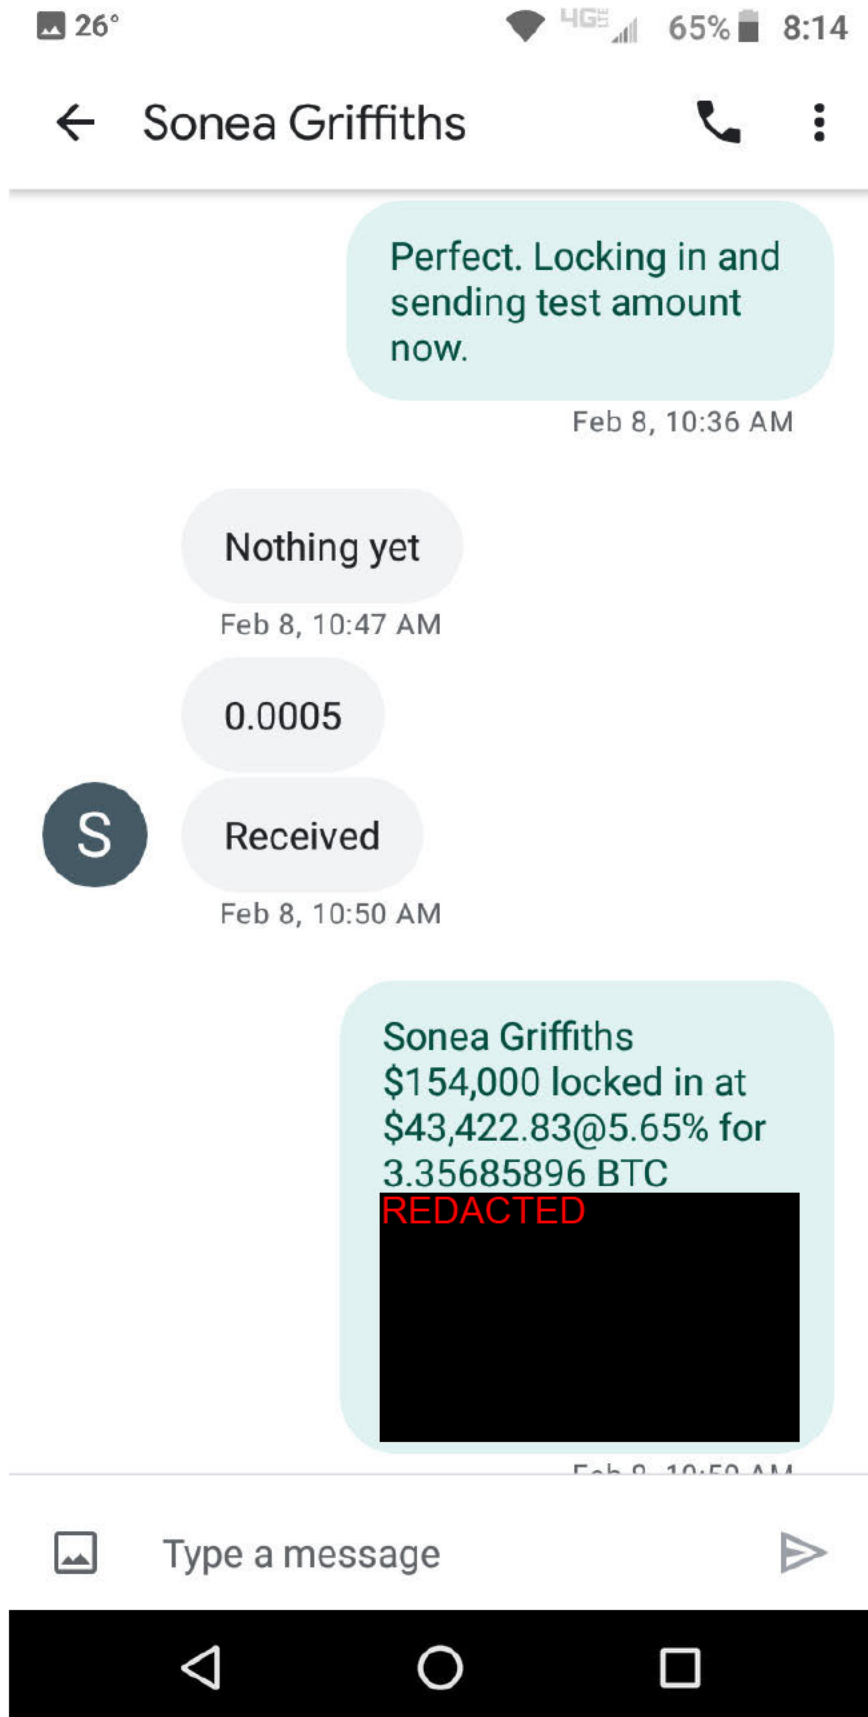 26°
4G LTE 65% 8:14
Sonea Griffiths
Perfect. Locking in and
sending test amount
now.
Feb 8, 10:36 AM
Nothing yet
Feb 8, 10:47 AM
0.0005
S
Received
Feb 8, 10:50 AM
Sonea Griffiths
$154,000 locked in at
$43,422.83@5.65% for
3.35685896 BTC
REDACTED
Type a message